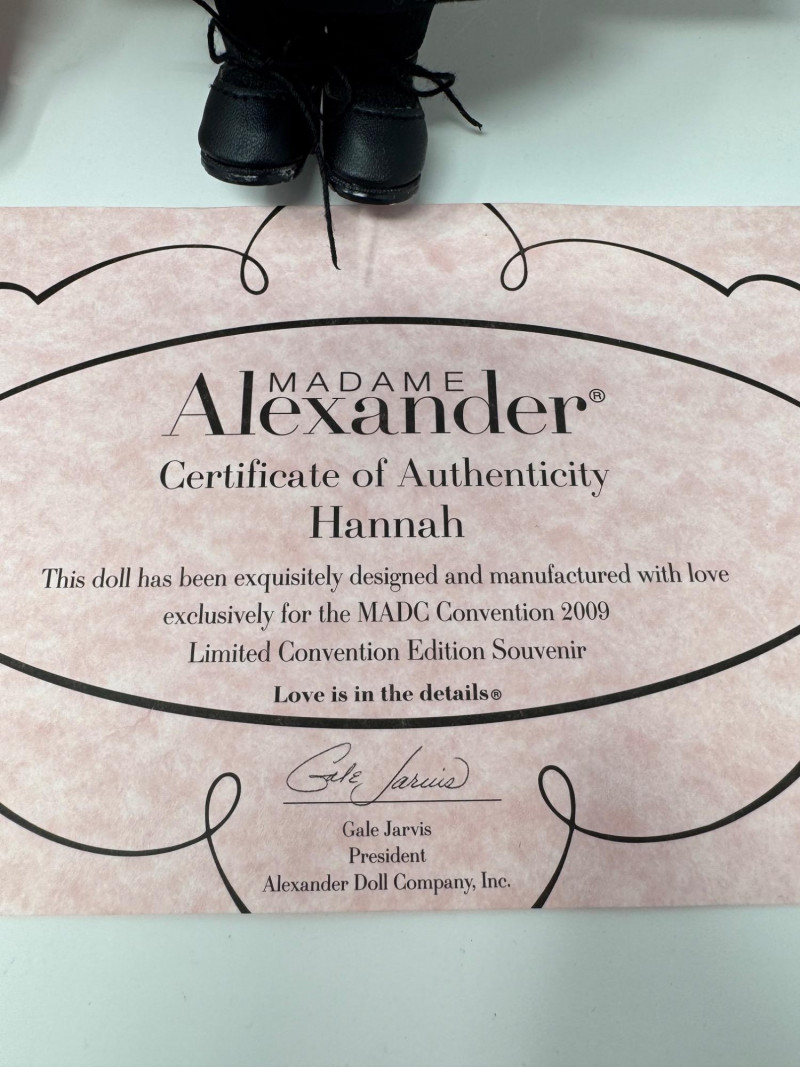 MADAME
Alexander®
Certificate of Authenticity
Hannah
This doll has been exquisitely designed and manufactured with love
exclusively for the MADC Convention 2009
Limited Convention Edition Souvenir
Love is in the details®
Gale Jarvis
Gale Jarvis
President
Alexander Doll Company, Inc.